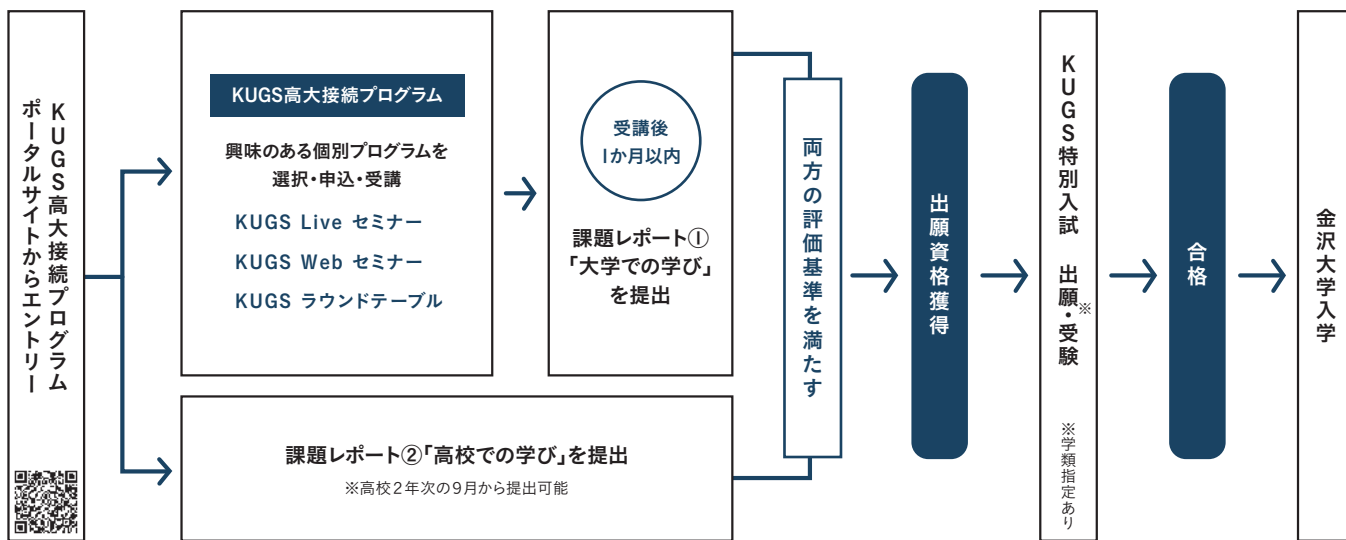 KUGS高大接続プログラム
ポータルサイトからエントリー
KUGS高大接続プログラム
興味のある個別プログラムを
選択・申込・受講
KUGS Live セミナー
KUGS Web セミナー
KUGS ラウンドテーブル
受講後
1か月以内
課題レポート①
「大学での学び」
を提出
課題レポート②「高校での学び」を提出
※高校2年次の9月から提出可能
両方の評価基準を満たす
出願資格獲得
KUGS特別入試 出願・受験※
※学類指定あり
合格
金沢大学入学